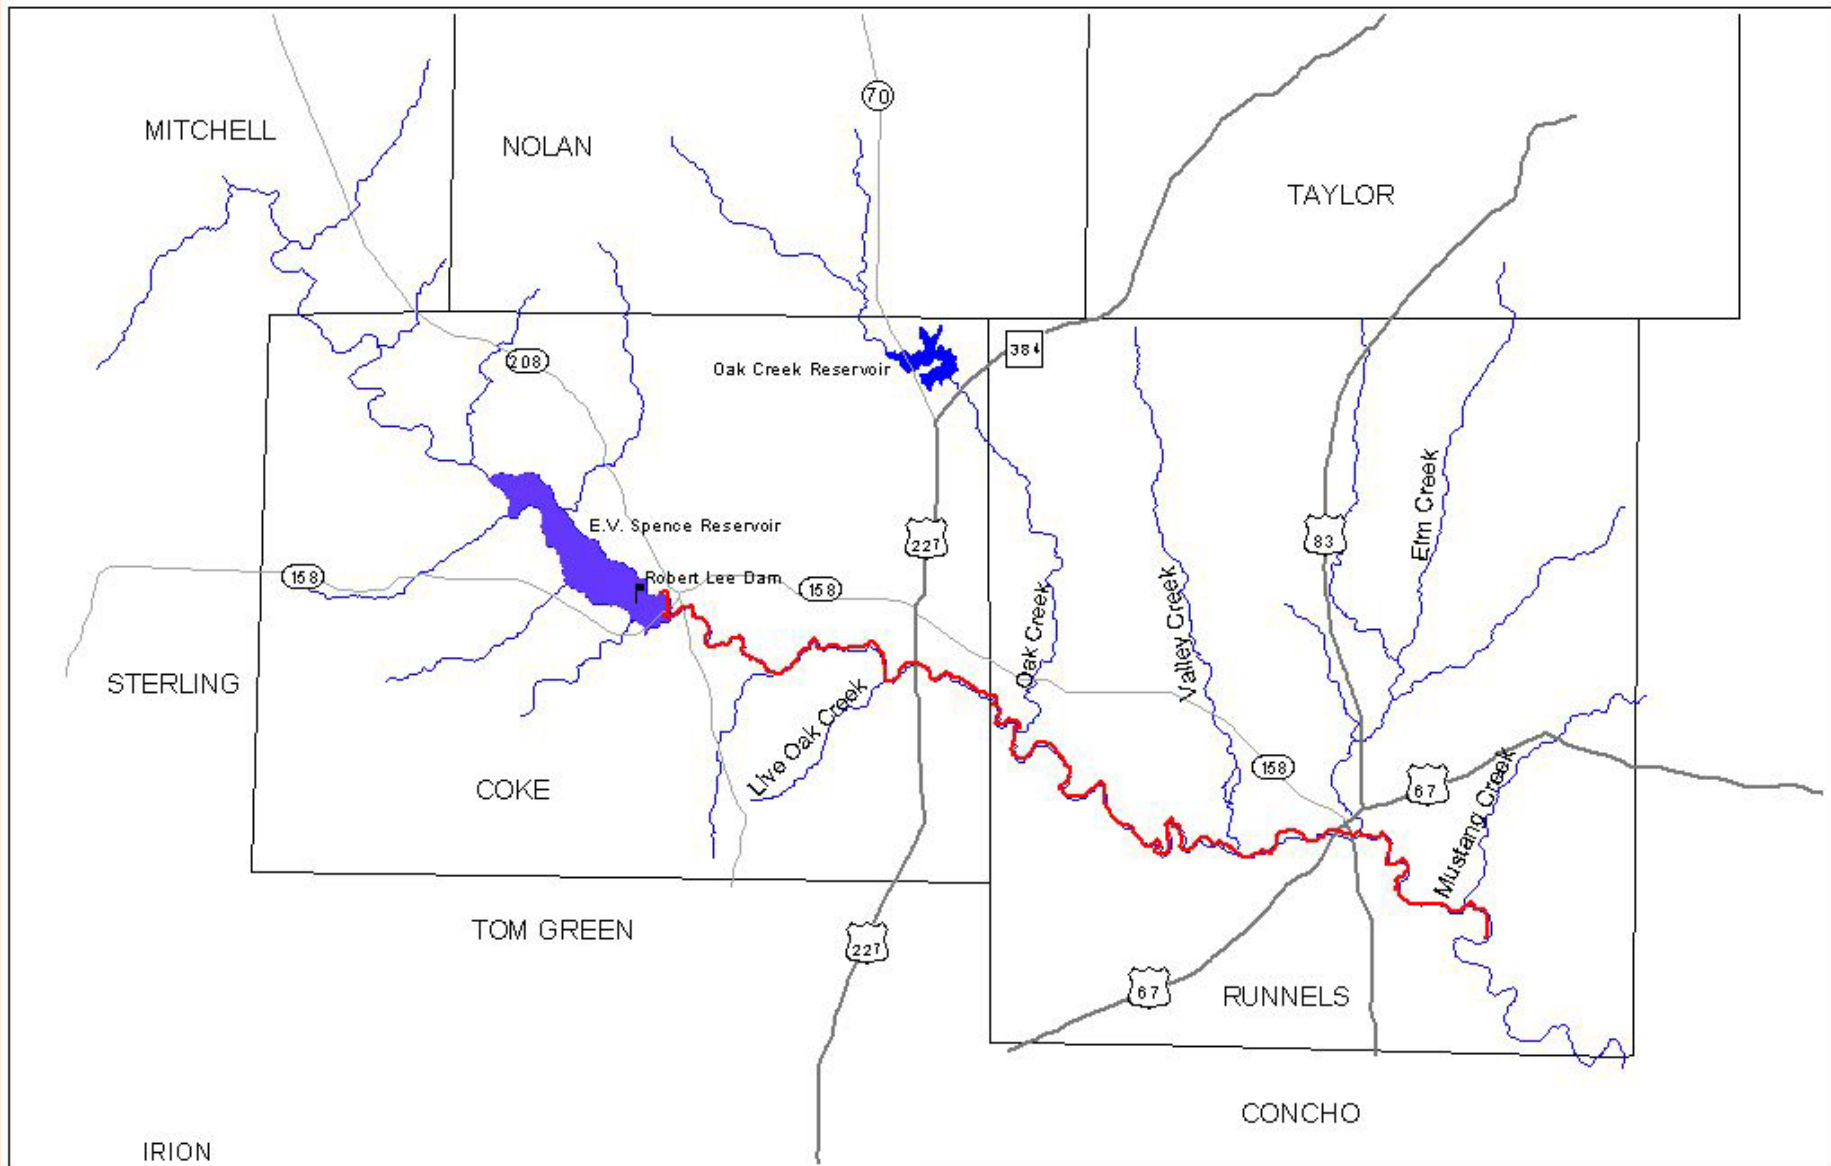 70
MITCHELL
NOLAN
TAYLOR
208
384
Oak Creek Reservoir
Elm Creek
E.V. Spence Reservoir
227
83
158
Robert Lee Dam
158
Oak Creek
Valley Creek
STERLING
Live Oak Creek
158
COKE
67
Mustang Creek
TOM GREEN
227
67
RUNNELS
CONCHO
IRION